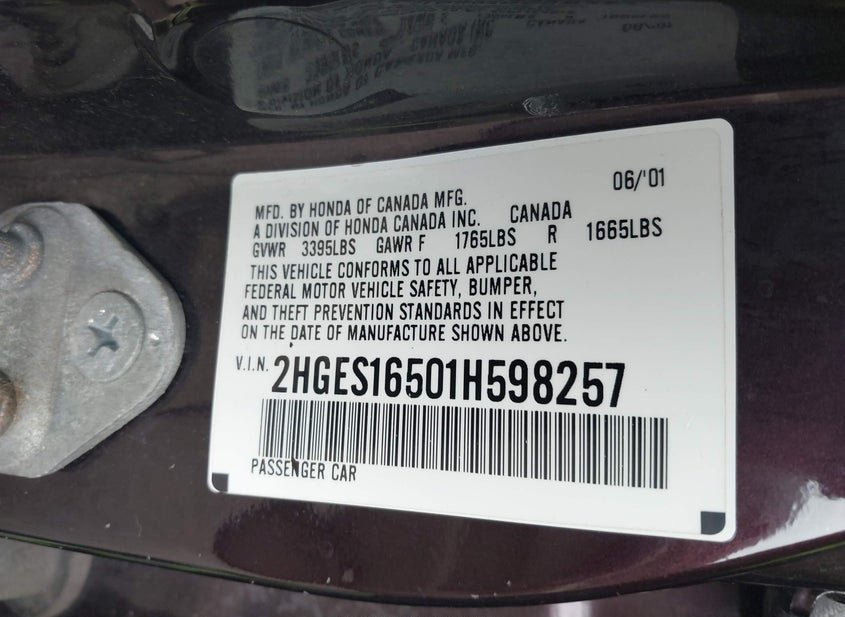 06/'01
MFD. BY HONDA OF CANADA MFG.
A DIVISION OF HONDA CANADA INC. CANADA
GVWR 3395LBS GAWR F 1765LBS R 1665LBS
THIS VEHICLE CONFORMS TO ALL APPLICABLE
FEDERAL MOTOR VEHICLE SAFETY, BUMPER,
AND THEFT PREVENTION STANDARDS IN EFFECT
ON THE DATE OF MANUFACTURE SHOWN ABOVE.
V.I.N. 2HGES16501H598257
PASSENGER CAR